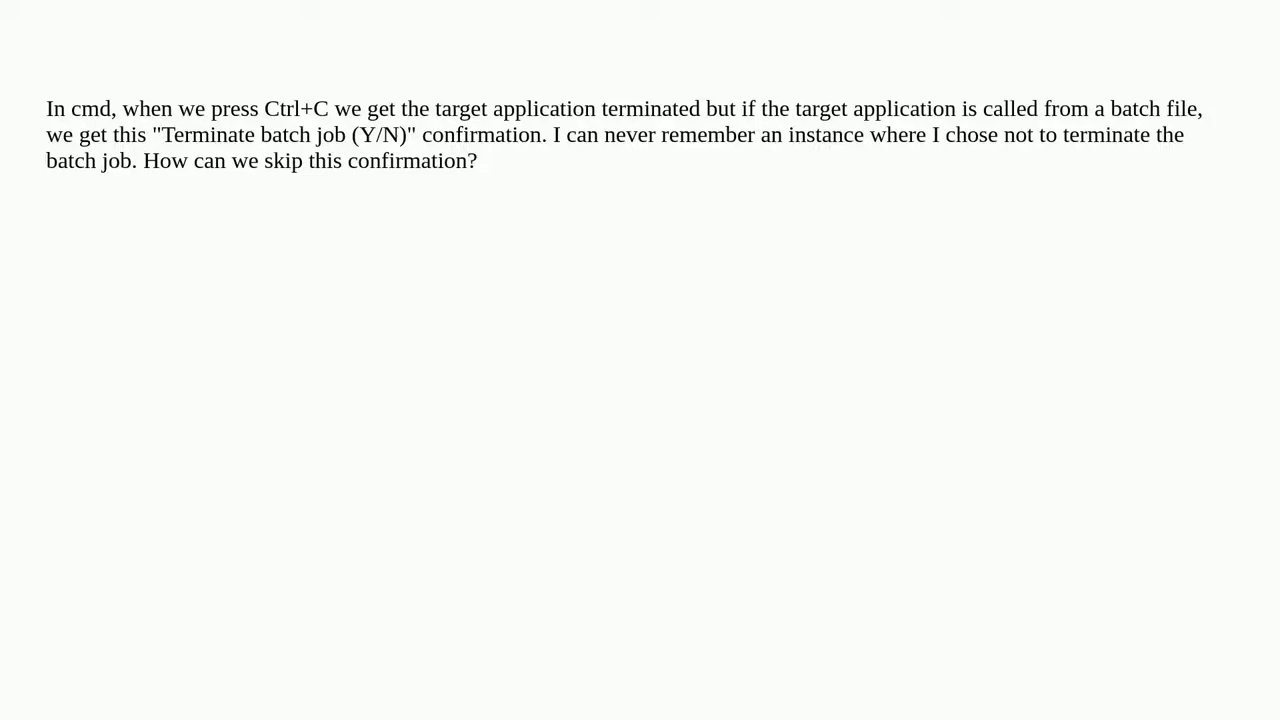 In cmd, when we press Ctrl+C we get the target application terminated but if the target application is called from a batch file,
we get this "Terminate batch job (Y/N)" confirmation. I can never remember an instance where I chose not to terminate the
batch job. How can we skip this confirmation?